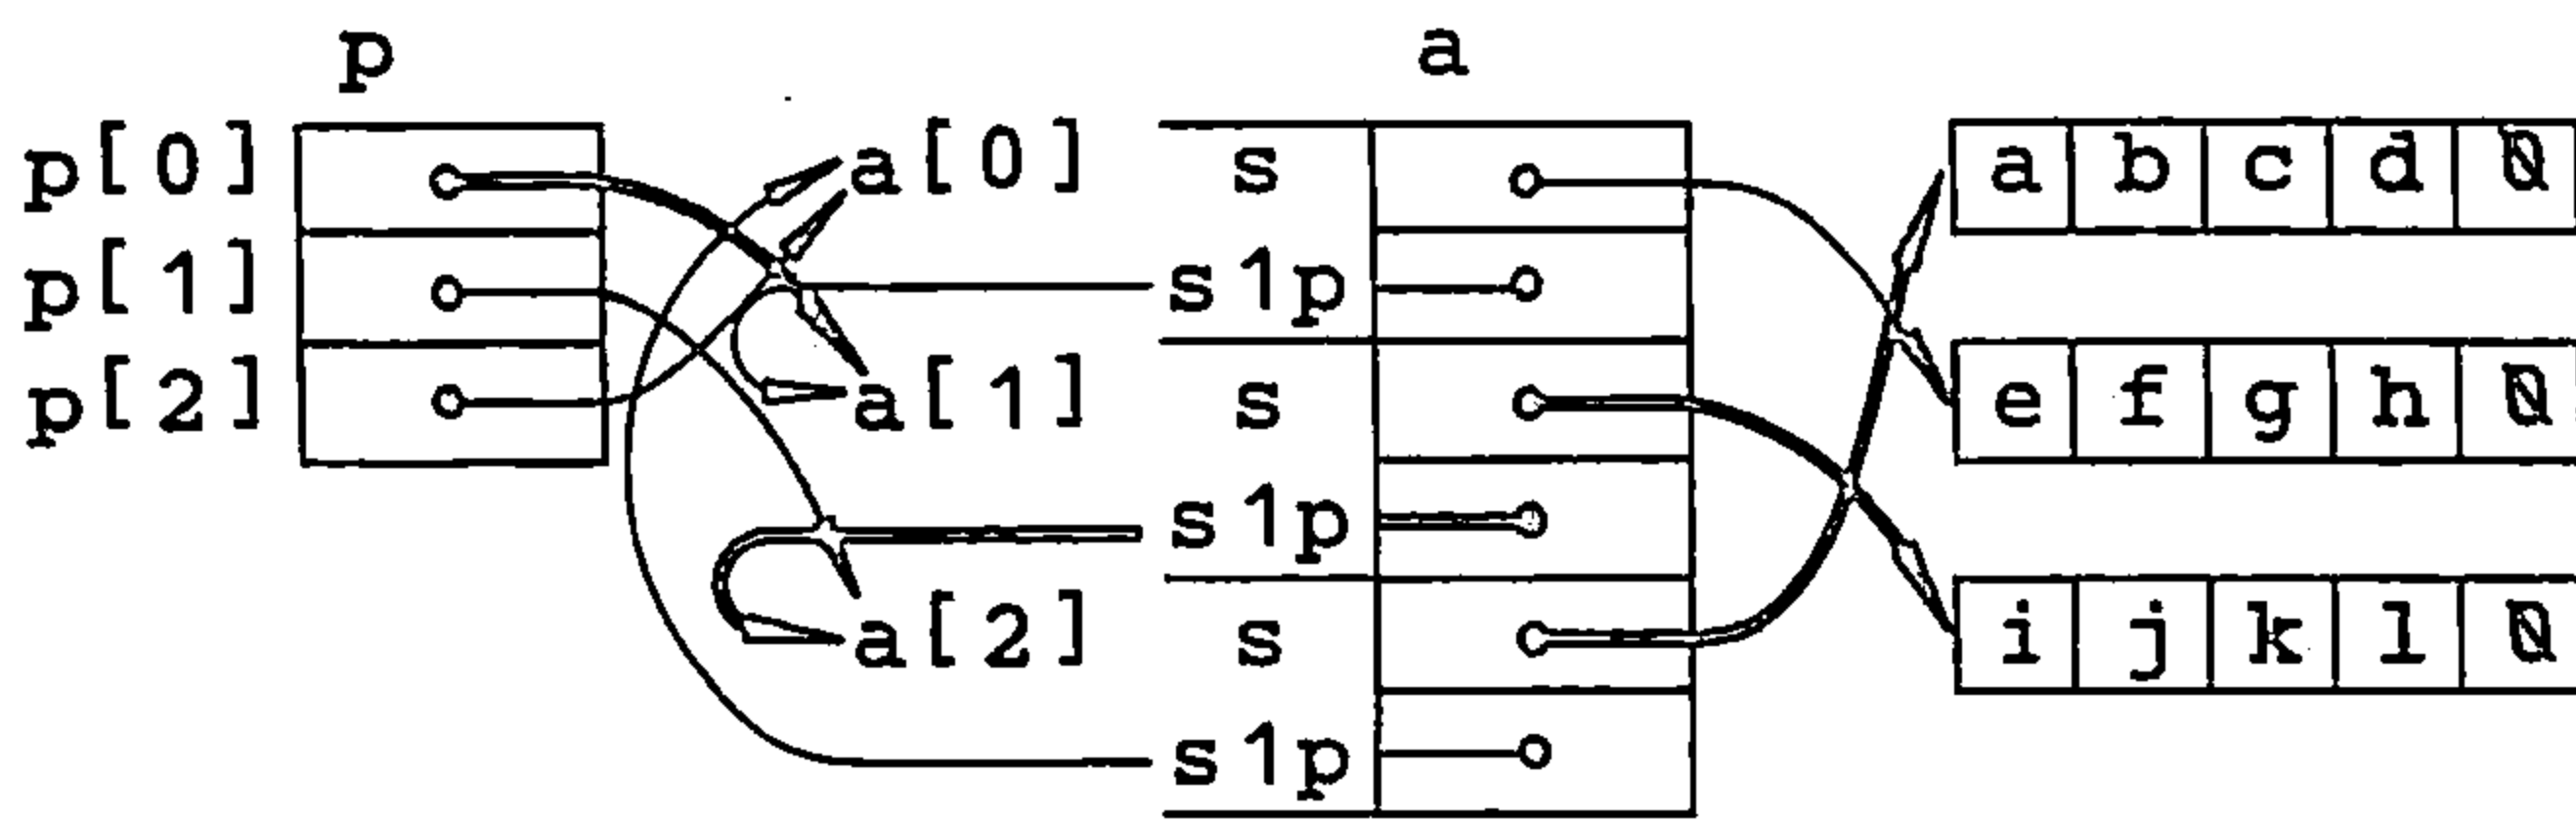 p a
p[0] a[0] s a b c d 0
p[1] s1p
p[2] a[1] s e f g h 0
s1p
a[2] s i j k l 0
s1p